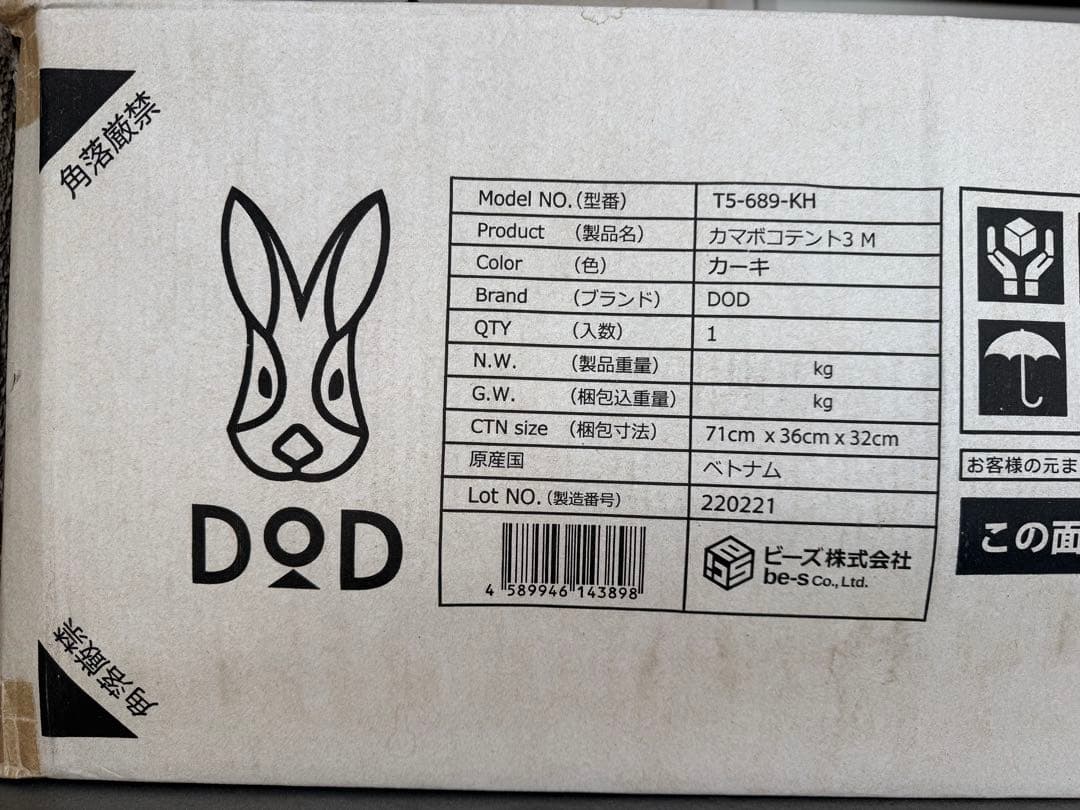 角落厳禁
DOD
角落厳禁
Model NO.(型番) T5-689-KH
Product (製品名) カマボコテント3 M
Color (色) カーキ
Brand (ブランド) DOD
QTY (入数) 1
N.W. (製品重量) kg
G.W. (梱包込重量) kg
CTN size (梱包寸法) 71cm x 36cm x 32cm
原産国 ベトナム
Lot NO.(製造番号) 220221
4 589946 143898
ビーズ株式会社
be-s Co., Ltd.
お客様の元ま
この面